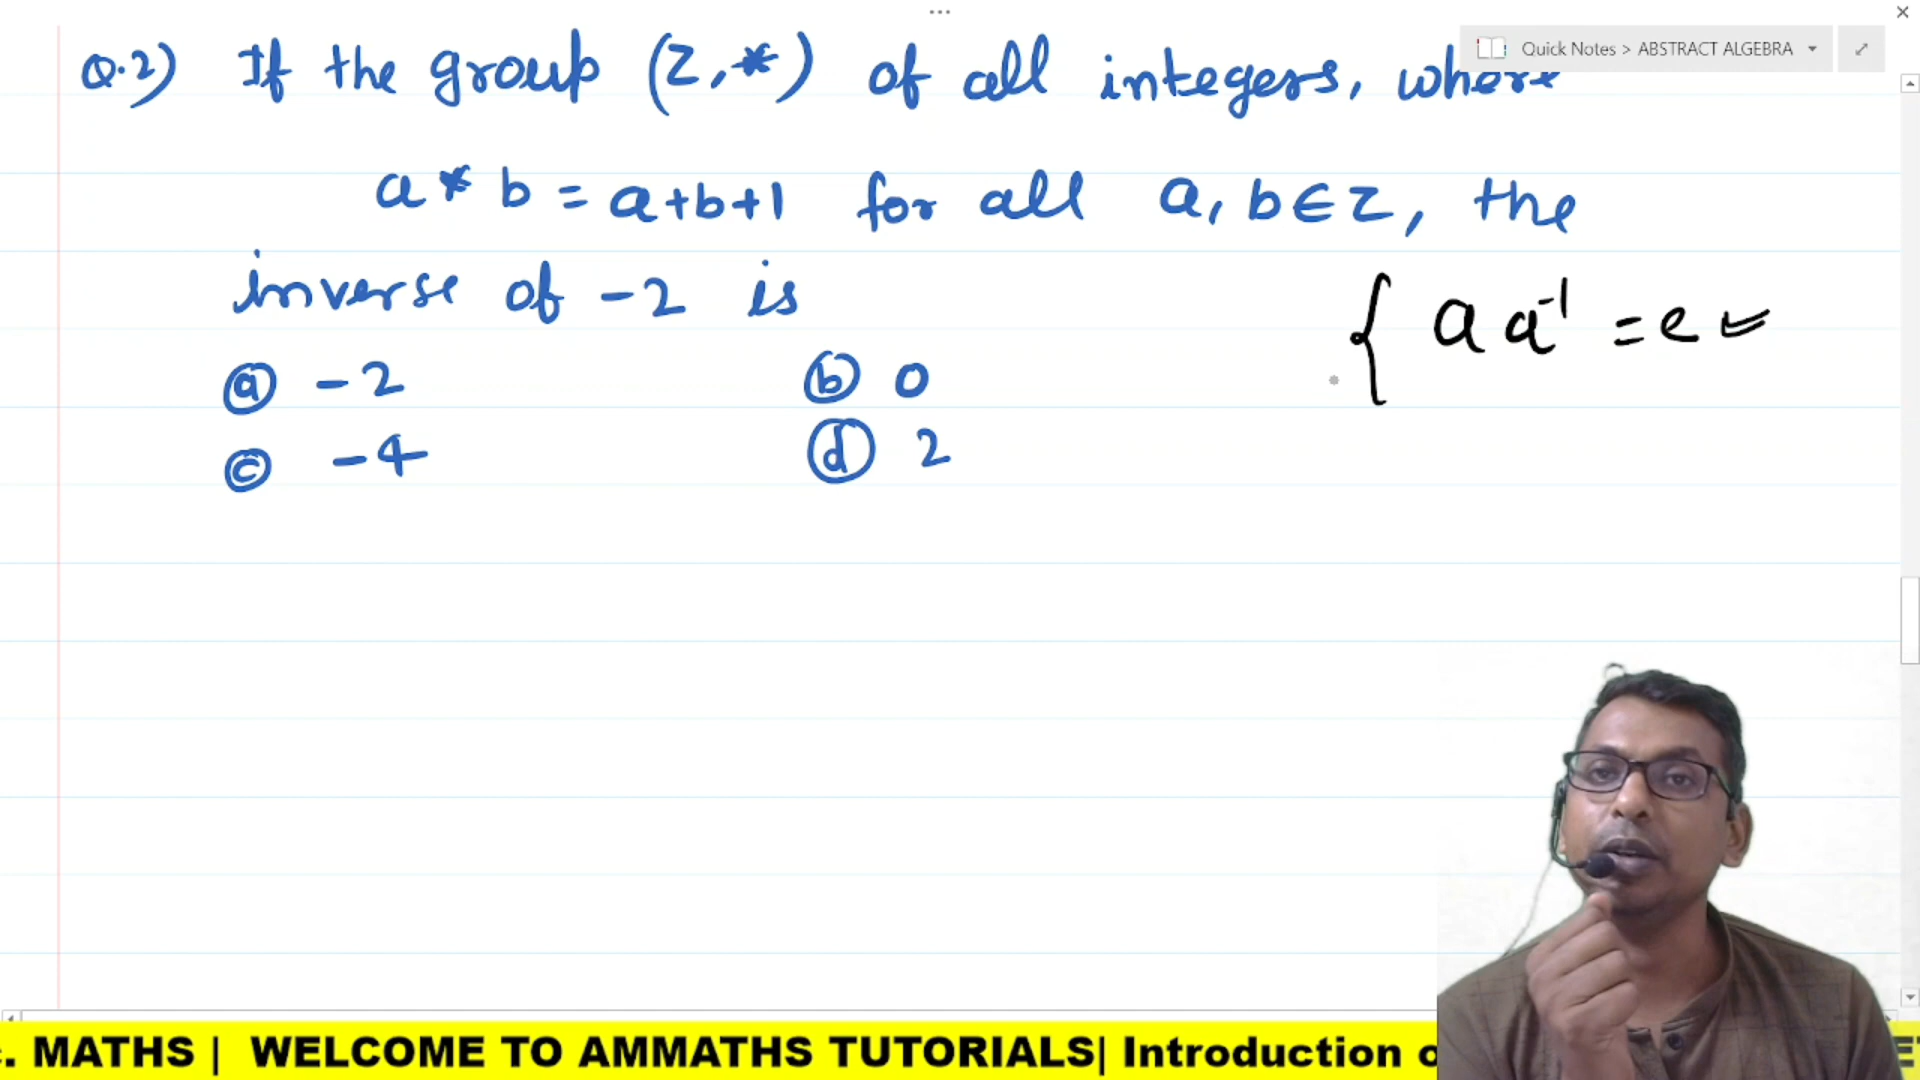 Quick Notes > ABSTRACT ALGEBRA
Q.2) If the group (Z, *) of all integers, where
a * b = a+b+1 for all a, b ∈ Z, the
inverse of -2 is
{ a a⁻¹ = e
ⓐ -2 ⓑ 0
ⓒ -4 ⓓ 2
. MATHS | WELCOME TO AMMATHS TUTORIALS| Introduction